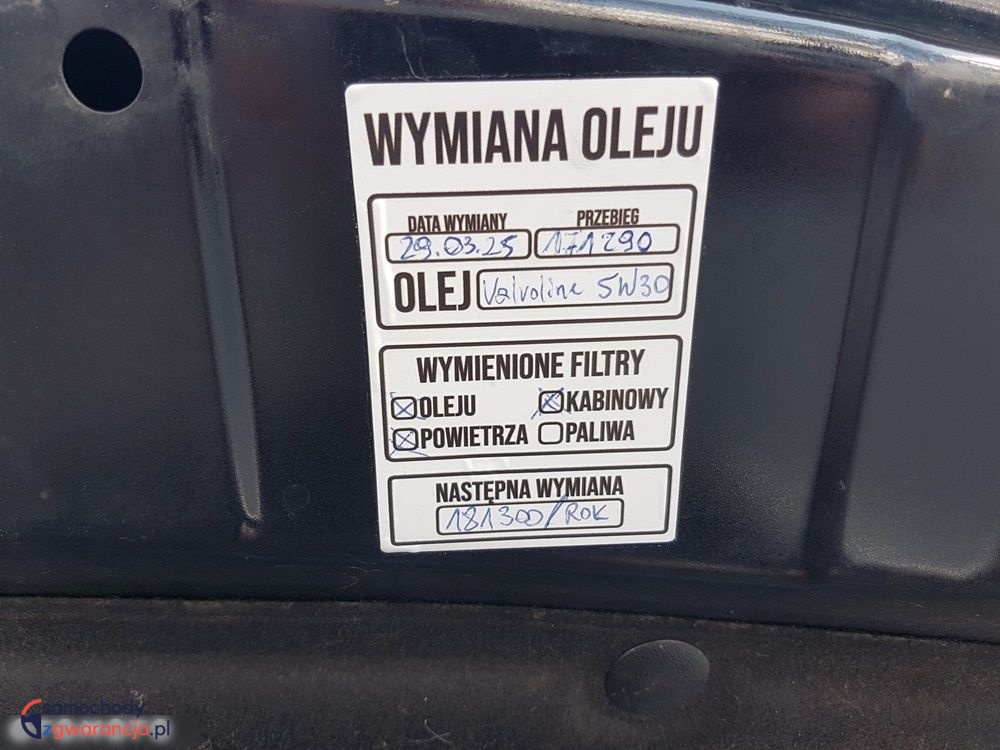 WYMIANA OLEJU
DATA WYMIANY PRZEBIEG
29.03.25 171290
OLEJ Valvoline 5W30
WYMIENIONE FILTRY
OLEJU KABINOWY
POWIETRZA PALIWA
NASTĘPNA WYMIANA
181300/ROK
samochody
zgwarancja.pl